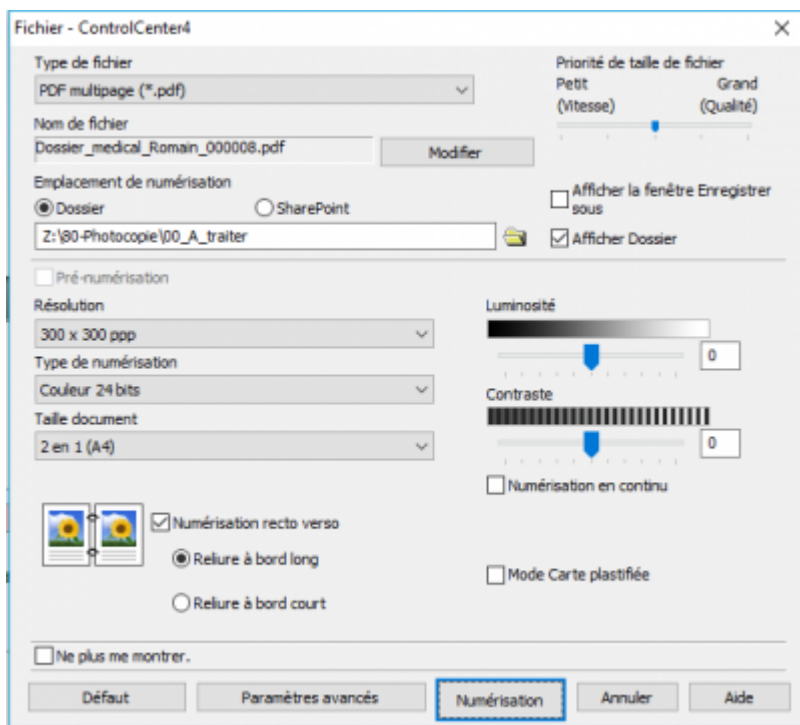 Fichier - ControlCenter4
Type de fichier
PDF multipage (*.pdf)
Priorité de taille de fichier
Petit Grand
(Vitesse) (Qualité)
Nom de fichier
Dossier_medical_Romain_000008.pdf
Modifier
Emplacement de numérisation
Dossier
SharePoint
Afficher la fenêtre Enregistrer
sous
Z:\80-Photocopie\00_A_traiter
Afficher Dossier
Pré-numérisation
Résolution
300 x 300 ppp
Type de numérisation
Couleur 24 bits
Taille document
2 en 1 (A4)
Luminosité
0
Contraste
0
Numérisation en continu
Numérisation recto verso
Reliure à bord long
Reliure à bord court
Mode Carte plastifiée
Ne plus me montrer.
Défaut
Paramètres avancés
Numérisation
Annuler
Aide